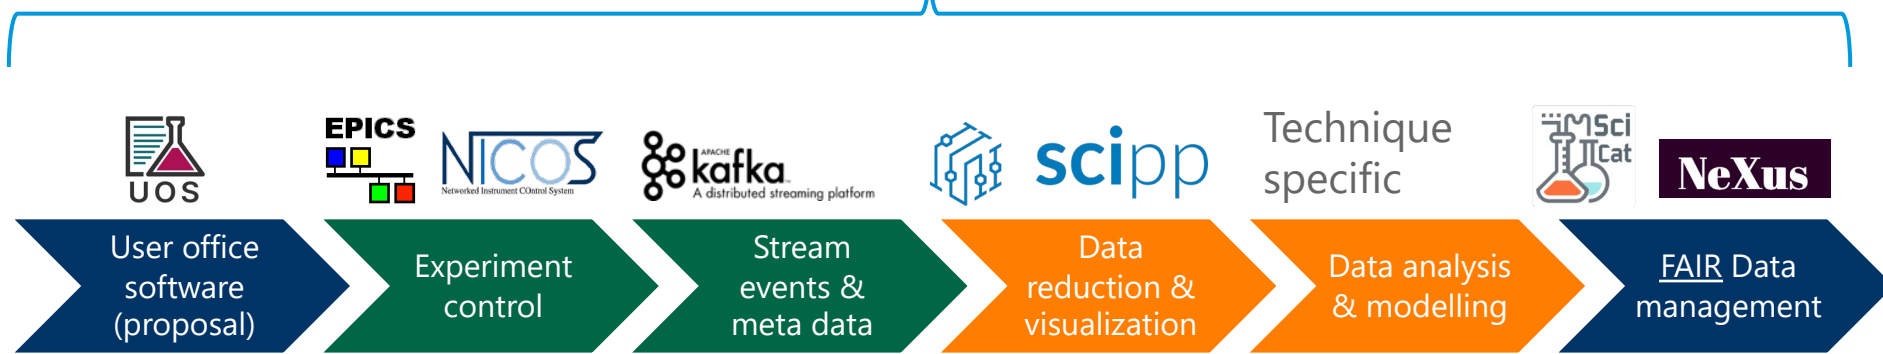 UOS
EPICS
NICOS
Networked Instrument COntrol System
APACHE
kafka
A distributed streaming platform
scipp
Technique
specific
SciCat
NeXus
User office
software
(proposal)
Experiment
control
Stream
events &
meta data
Data
reduction &
visualization
Data analysis
& modelling
FAIR Data
management